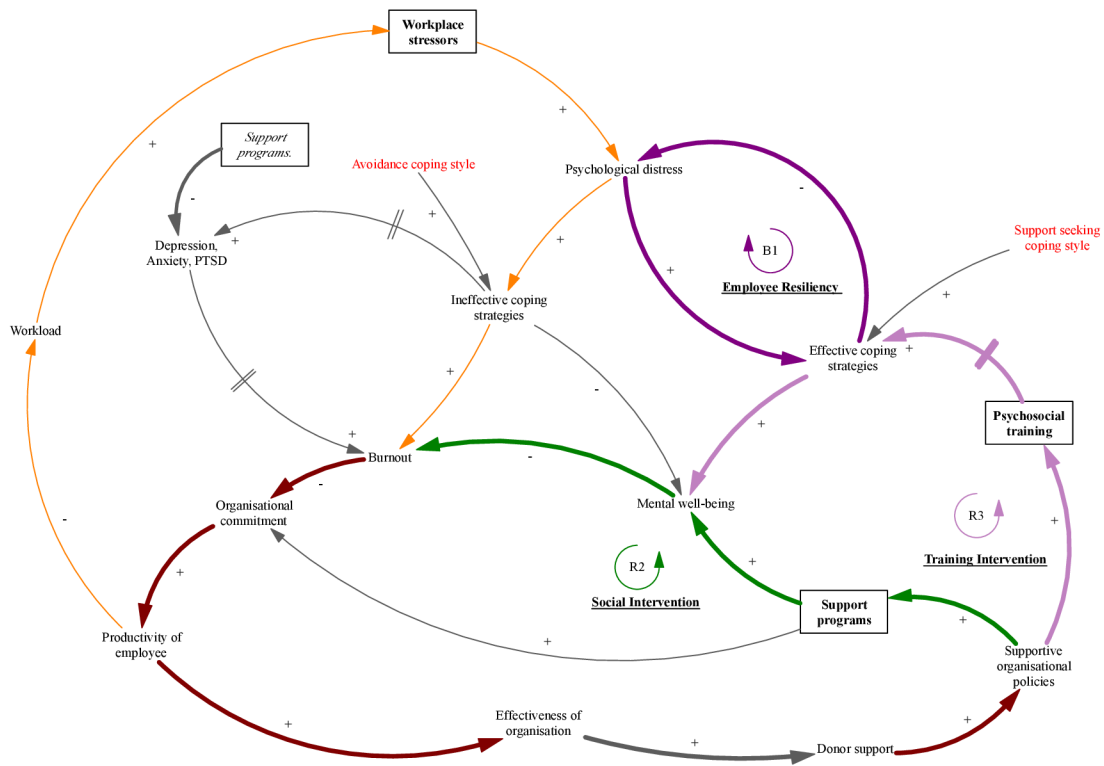 Workplace
stressors
+
+
Support
programs.
Avoidance coping style
Psychological distress
-
-
+
+
+
Depression,
Anxiety, PTSD
Support seeking
coping style
B1
Employee Resiliency
+
+
Ineffective coping
strategies
Workload
+
Effective coping
strategies
+
-
Psychosocial
training
+
+
Burnout
-
-
Mental well-being
Organisational
commitment
R3
Training Intervention
+
-
+
R2
Social Intervention
+
Support
programs
+
+
Productivity of
employee
Supportive
organisational
policies
+
Effectiveness of
organisation
+
+
Donor support